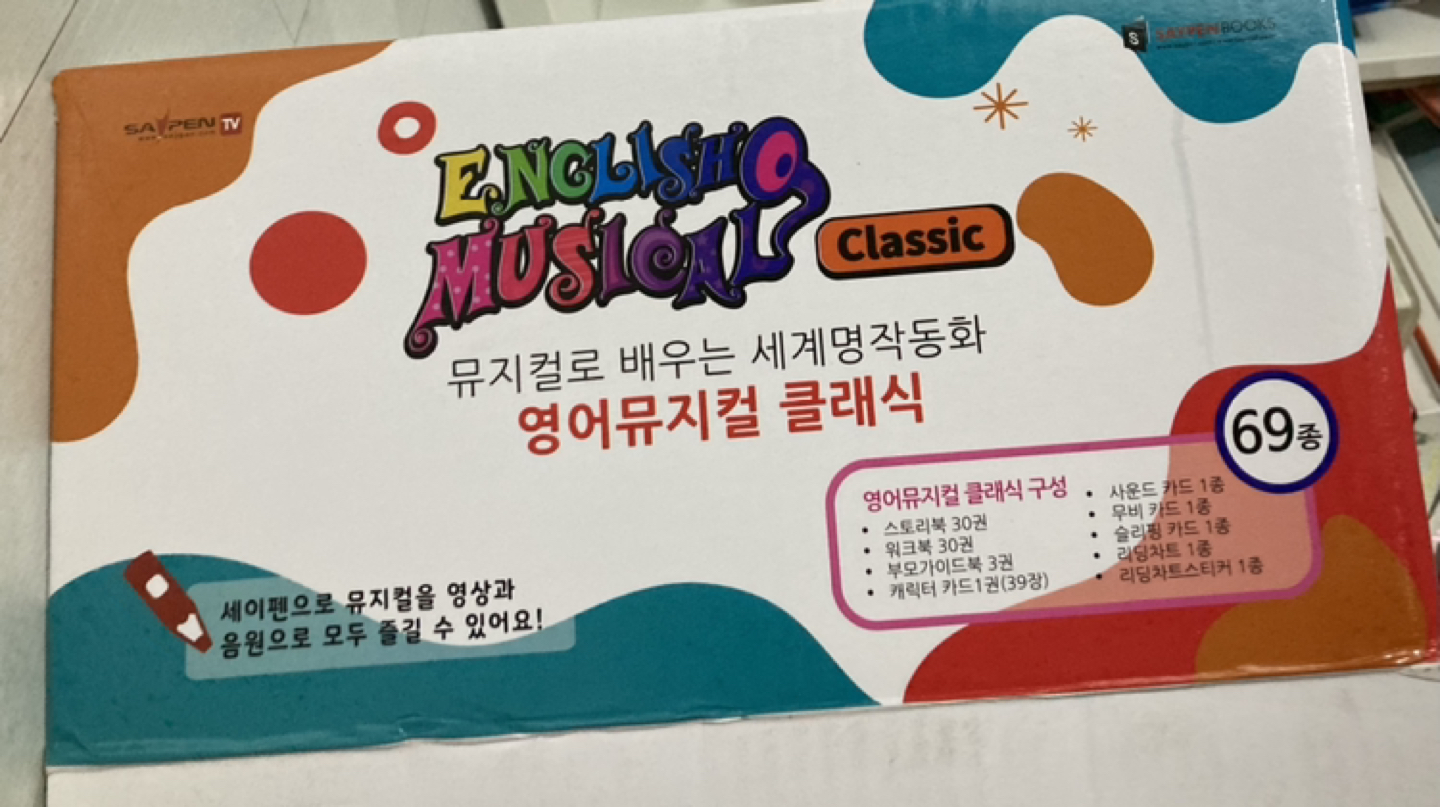 SAYPEN TV
SAYPENBOOKS
ENGLISH
MUSICAL
Classic
뮤지컬로 배우는 세계명작동화
영어뮤지컬 클래식
69종
영어뮤지컬 클래식 구성
• 스토리북 30권
• 워크북 30권
• 부모가이드북 3권
• 캐릭터 카드1권(39장)
• 사운드 카드 1종
• 무비 카드 1종
• 슬리핑 카드 1종
• 리딩차트 1종
• 리딩차트스티커 1종
세이펜으로 뮤지컬을 영상과
음원으로 모두 즐길 수 있어요!